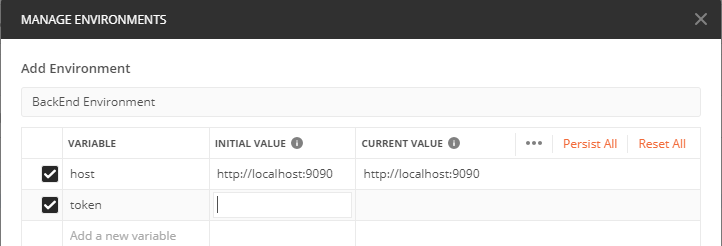 MANAGE ENVIRONMENTS
Add Environment
BackEnd Environment
VARIABLE INITIAL VALUE CURRENT VALUE Persist All Reset All
host http://localhost:9090 http://localhost:9090
token
Add a new variable